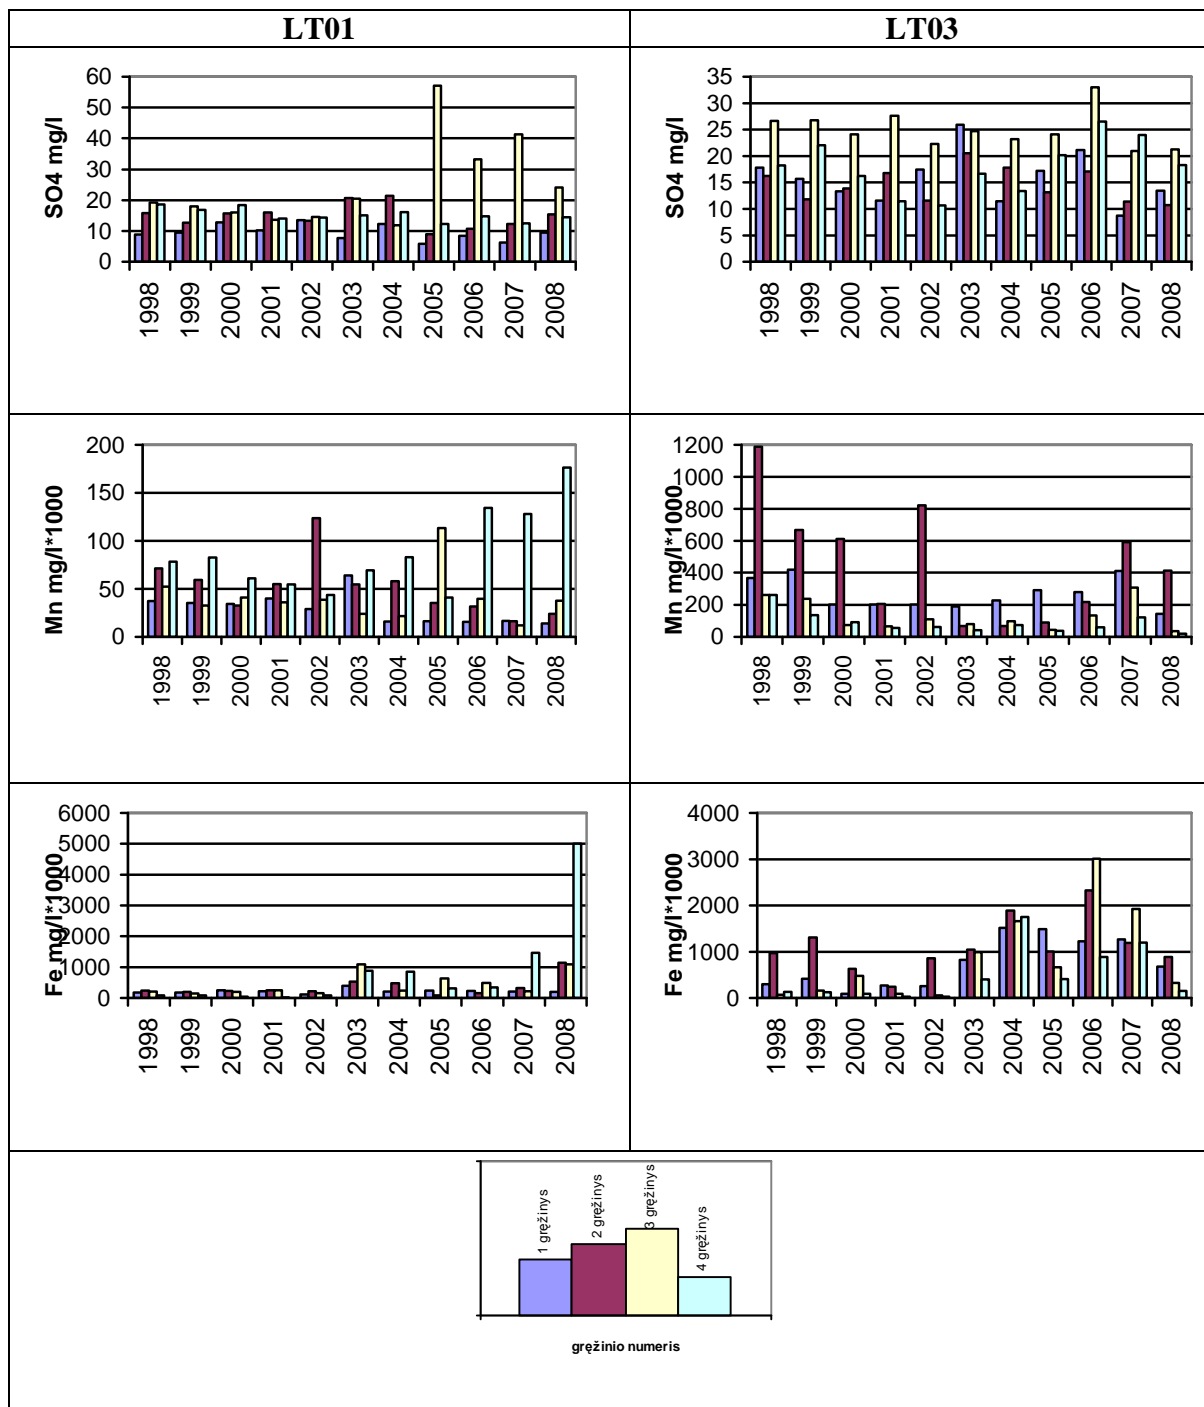 LT01
LT03
SO4 mg/l
60
50
40
30
20
10
0
1998 1999 2000 2001 2002 2003 2004 2005 2006 2007 2008
SO4 mg/l
35
30
25
20
15
10
5
0
1998 1999 2000 2001 2002 2003 2004 2005 2006 2007 2008
Mn mg/l*1000
200
150
100
50
0
1998 1999 2000 2001 2002 2003 2004 2005 2006 2007 2008
Mn mg/l*1000
1200
1000
800
600
400
200
0
1998 1999 2000 2001 2002 2003 2004 2005 2006 2007 2008
Fe mg/l*1000
6000
5000
4000
3000
2000
1000
0
1998 1999 2000 2001 2002 2003 2004 2005 2006 2007 2008
Fe mg/l*1000
4000
3000
2000
1000
0
1998 1999 2000 2001 2002 2003 2004 2005 2006 2007 2008
1 gręžinys
2 gręžinys
3 gręžinys
4 gręžinys
gręžinio numeris